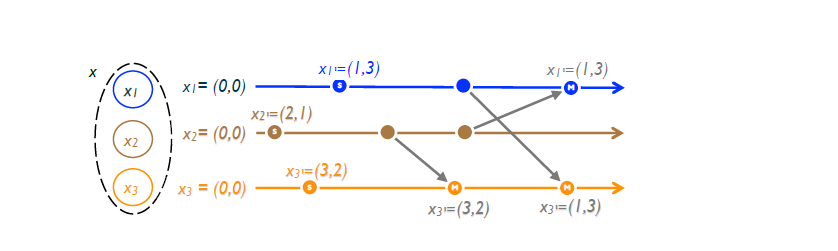 x
x1
x2
x3
x1= (0,0)
x1:=(1,3)
S
x1:=(1,3)
M
x2= (0,0)
x2:=(2,1)
S
x3 = (0,0)
x3:=(3,2)
S
M
x3:=(3,2)
M
x3:=(1,3)